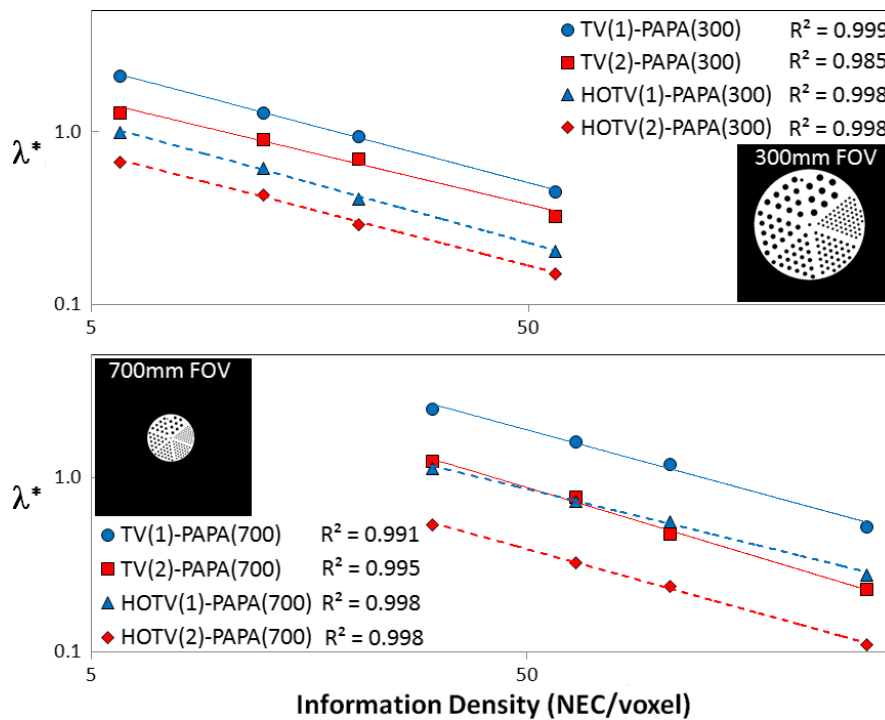 TV(1)-PAPA(300) R² = 0.999
TV(2)-PAPA(300) R² = 0.985
HOTV(1)-PAPA(300) R² = 0.998
HOTV(2)-PAPA(300) R² = 0.998
300mm FOV
λ*
1.0
0.1
5
50
700mm FOV
λ*
1.0
TV(1)-PAPA(700) R² = 0.991
TV(2)-PAPA(700) R² = 0.995
HOTV(1)-PAPA(700) R² = 0.998
HOTV(2)-PAPA(700) R² = 0.998
0.1
5
50
Information Density (NEC/voxel)